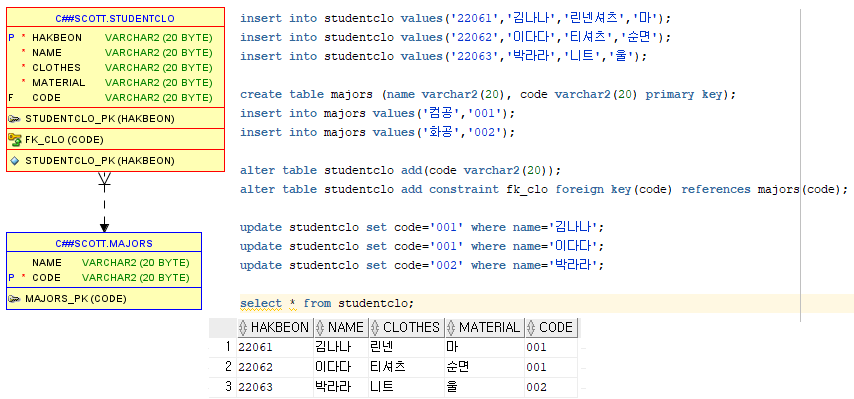 C##SCOTT.STUDENTCLO
P * HAKBEON VARCHAR2 (20 BYTE)
* NAME VARCHAR2 (20 BYTE)
* CLOTHES VARCHAR2 (20 BYTE)
* MATERIAL VARCHAR2 (20 BYTE)
F CODE VARCHAR2 (20 BYTE)
STUDENTCLO_PK (HAKBEON)
FK_CLO (CODE)
STUDENTCLO_PK (HAKBEON)
C##SCOTT.MAJORS
NAME VARCHAR2 (20 BYTE)
P * CODE VARCHAR2 (20 BYTE)
MAJORS_PK (CODE)
insert into studentclo values('22061','김나나','린넨셔츠','마');
insert into studentclo values('22062','이다다','티셔츠','순면');
insert into studentclo values('22063','박라라','니트','울');
create table majors (name varchar2(20), code varchar2(20) primary key);
insert into majors values('컴공','001');
insert into majors values('화공','002');
alter table studentclo add(code varchar2(20));
alter table studentclo add constraint fk_clo foreign key(code) references majors(code);
update studentclo set code='001' where name='김나나';
update studentclo set code='001' where name='이다다';
update studentclo set code='002' where name='박라라';
select * from studentclo;
HAKBEON NAME CLOTHES MATERIAL CODE
1 22061 김나나 린넨 마 001
2 22062 이다다 티셔츠 순면 001
3 22063 박라라 니트 울 002